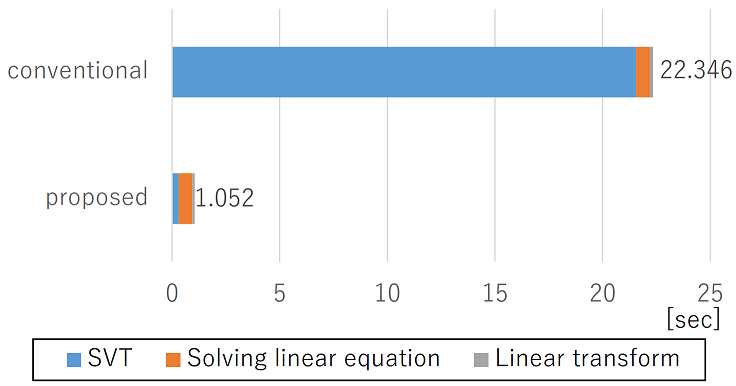 conventional
22.346
proposed
1.052
0 5 10 15 20 25
[sec]
SVT Solving linear equation Linear transform